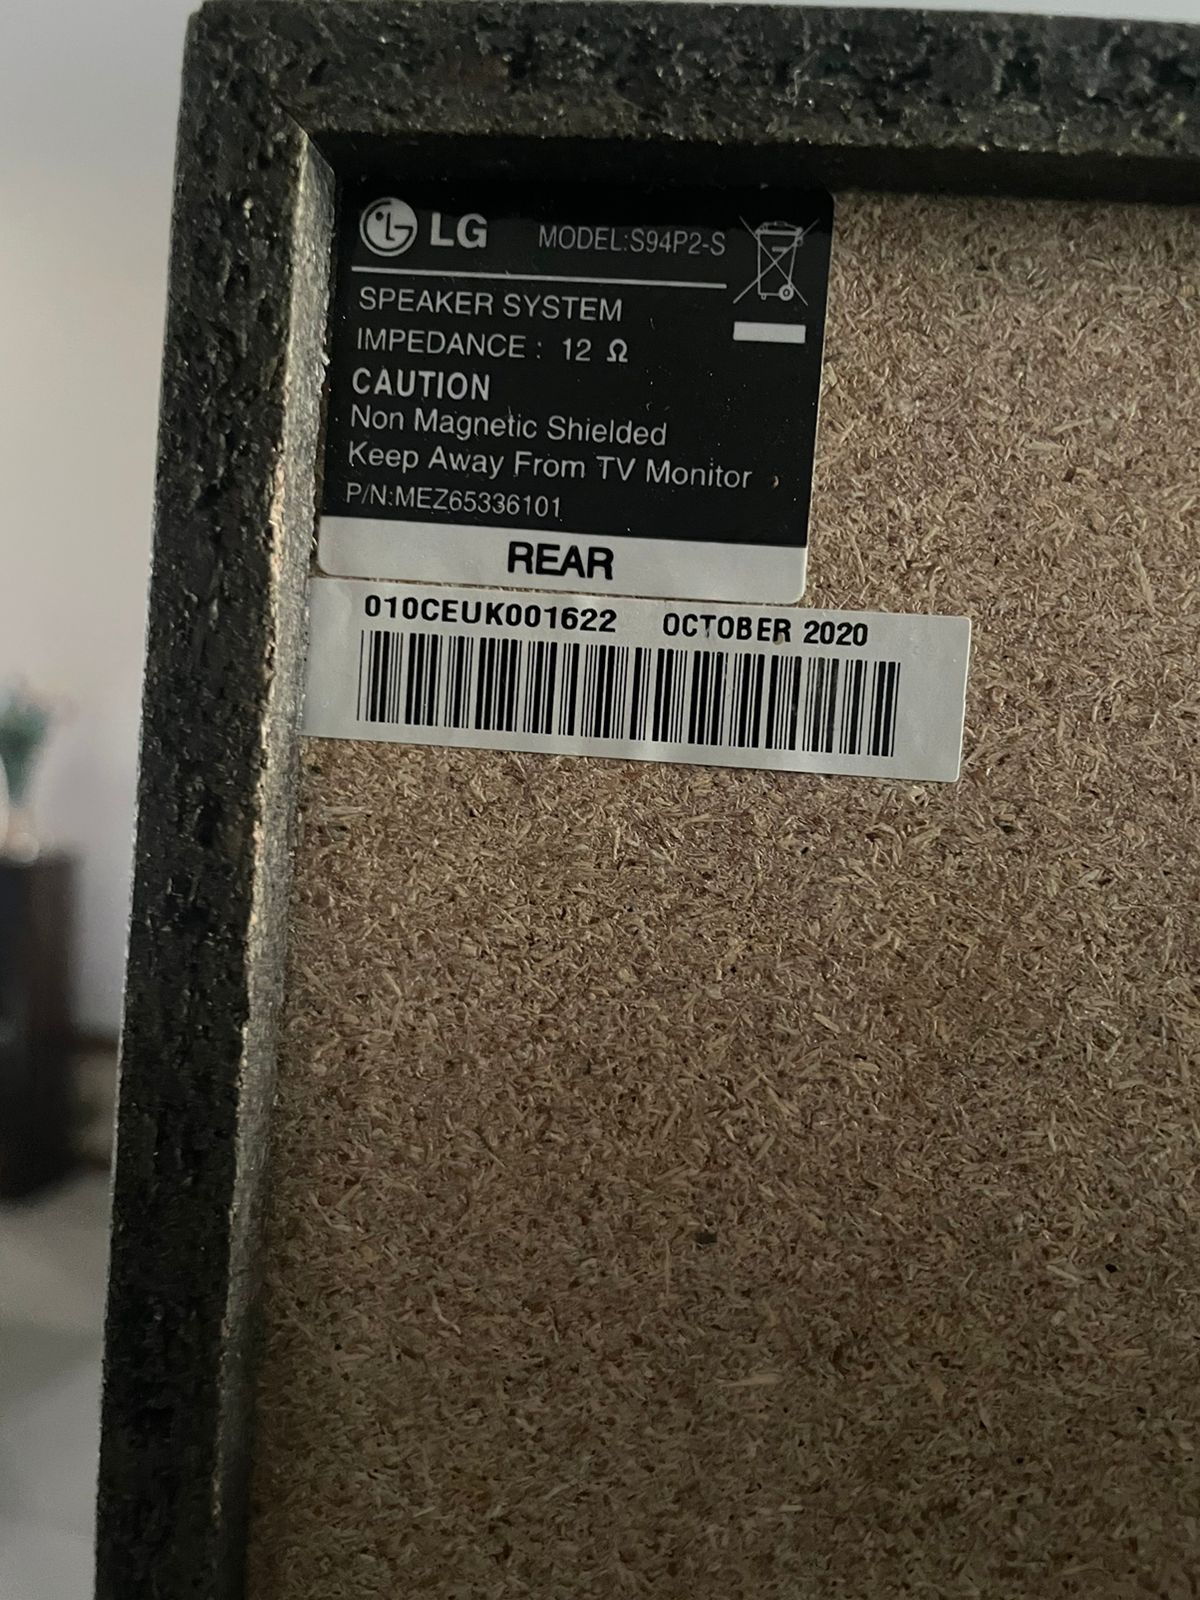 LG MODEL:S94P2-S
SPEAKER SYSTEM
IMPEDANCE : 12 Ω
CAUTION
Non Magnetic Shielded
Keep Away From TV Monitor
P/N:MEZ65336101
REAR
010CEUK001622 OCTOBER 2020